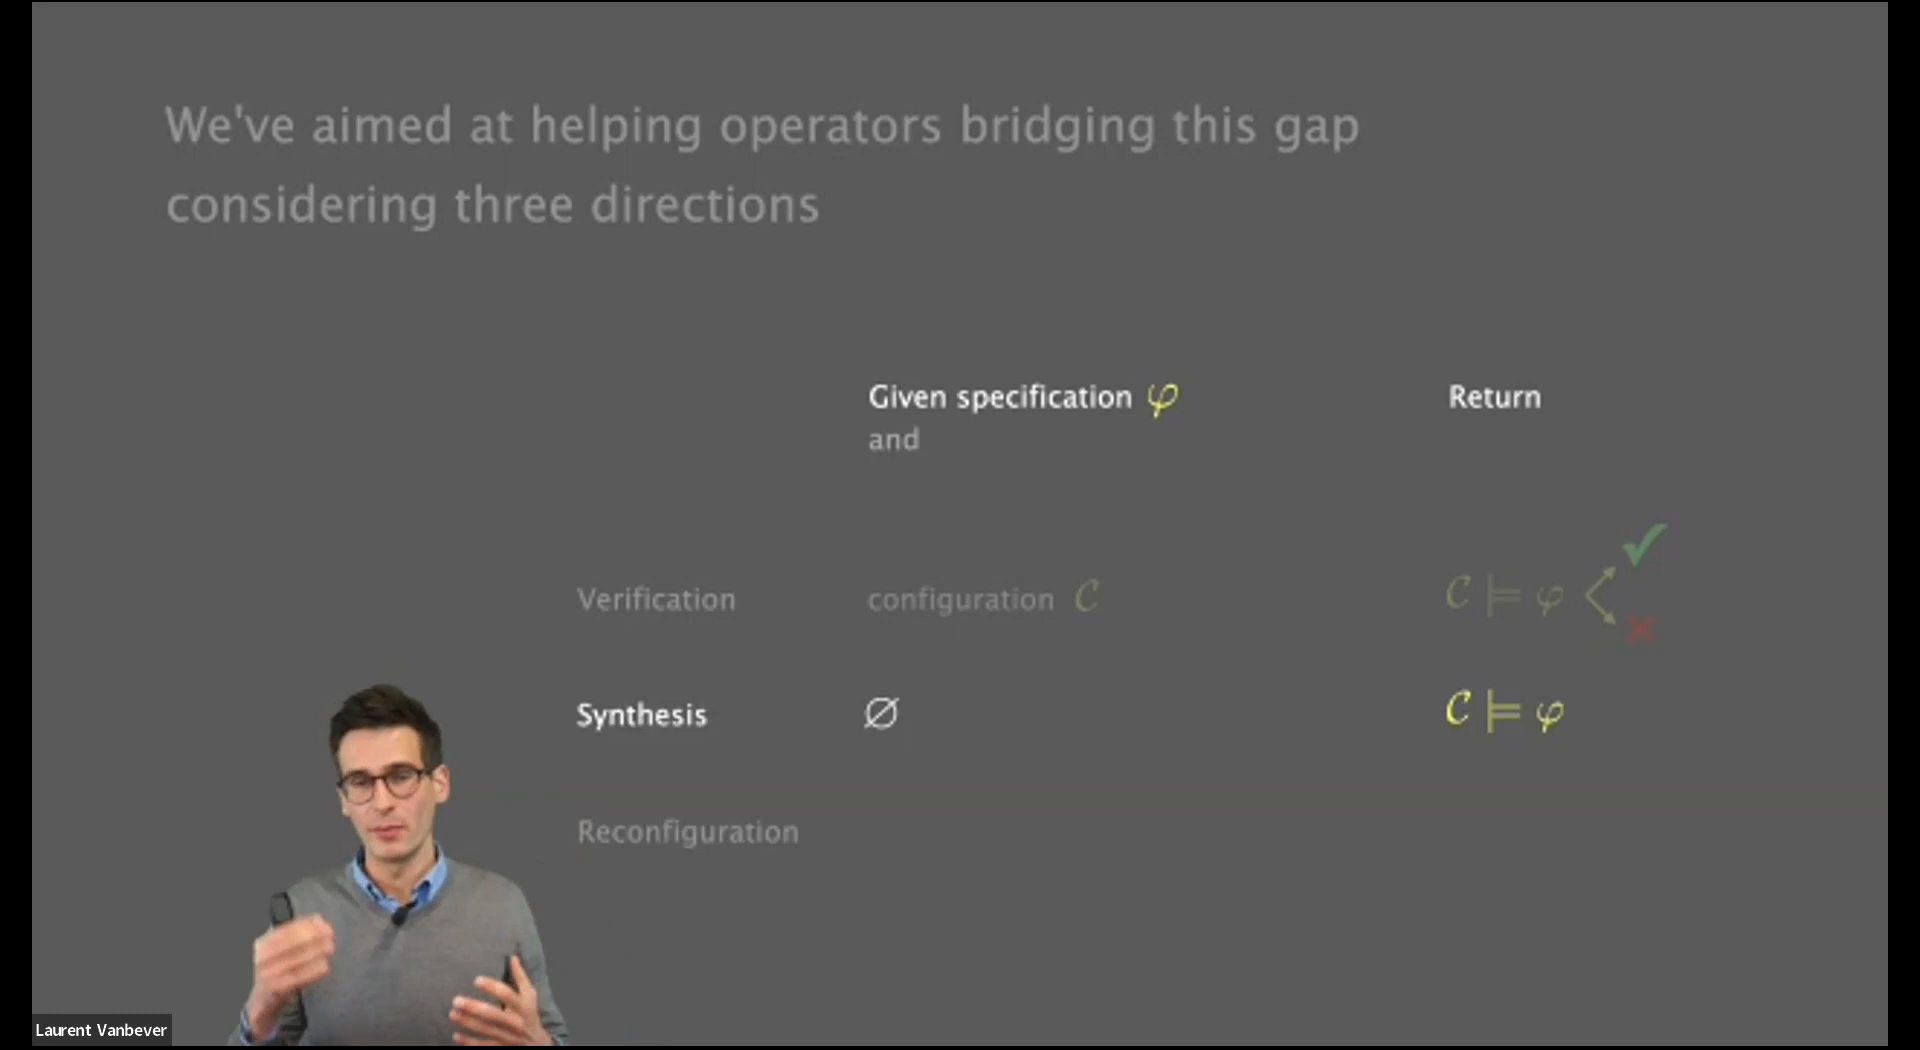 We've aimed at helping operators bridging this gap
considering three directions
Given specification φ Return
and
Verification configuration C C ⊨ φ
Synthesis ∅ C ⊨ φ
Reconfiguration
Laurent Vanbever